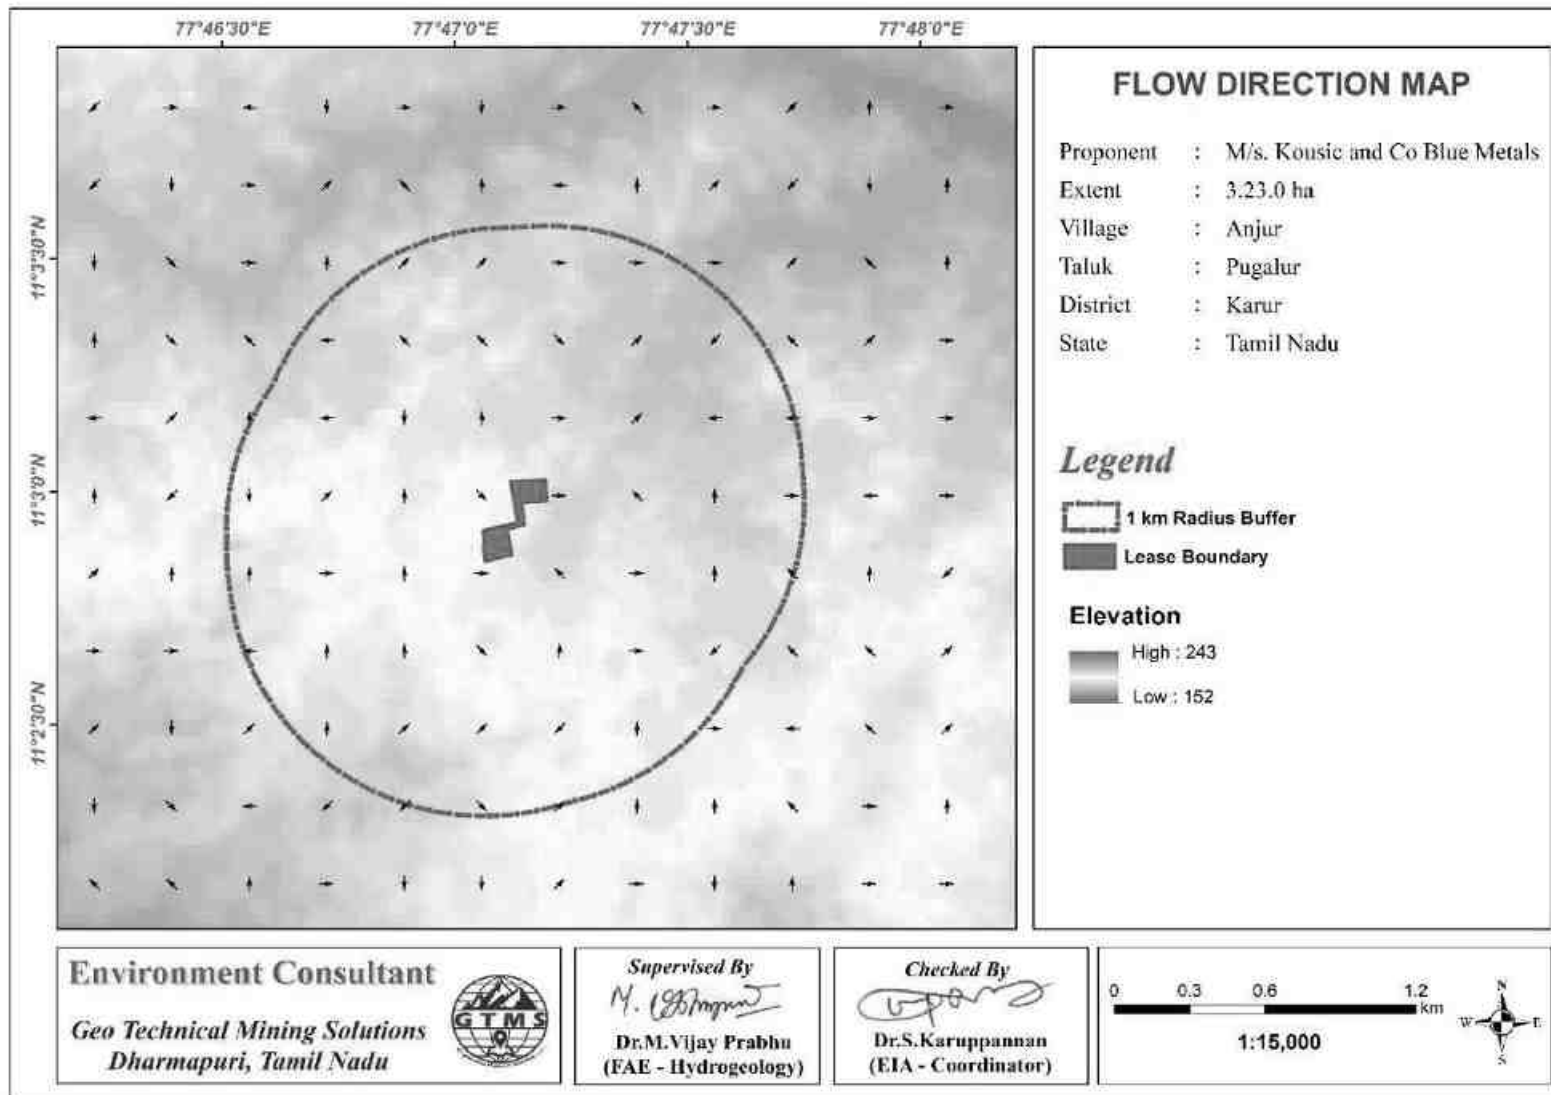 77°46'30"E 77°47'0"E 77°47'30"E 77°48'0"E
11°3'30"N
11°3'0"N
11°2'30"N
FLOW DIRECTION MAP
Proponent : M/s. Kousic and Co Blue Metals
Extent : 3.23.0 ha
Village : Anjur
Taluk : Pugalur
District : Karur
State : Tamil Nadu
Legend
1 km Radius Buffer
Lease Boundary
Elevation
High : 243
Low : 152
Environment Consultant
Geo Technical Mining Solutions
Dharmapuri, Tamil Nadu
GTMS
Supervised By
Dr.M.Vijay Prabhu
(FAE - Hydrogeology)
Checked By
Dr.S.Karuppannan
(EIA - Coordinator)
0 0.3 0.6 1.2
km
1:15,000
N
W E
S